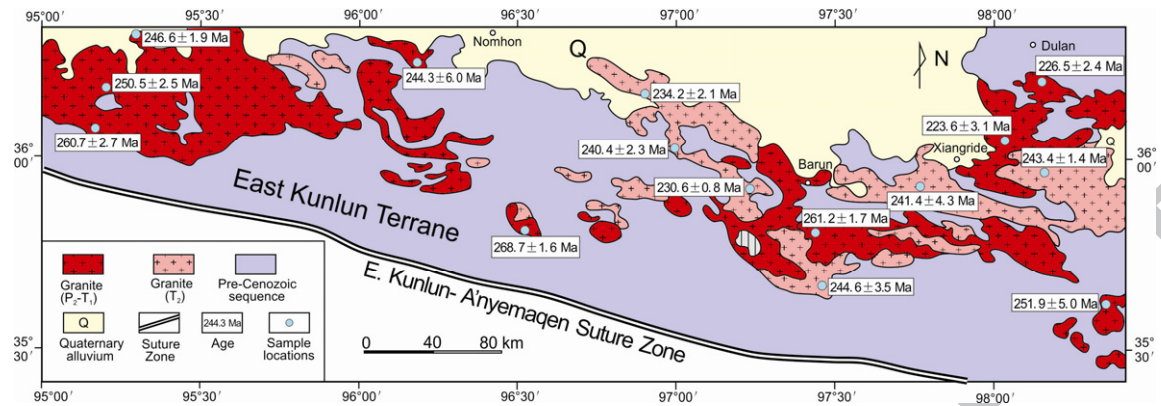 95°00′ 95°30′ 96°00′ 96°30′ 97°00′ 97°30′ 98°00′
Nomhon
Q
N
Dulan
246.6±1.9 Ma
244.3±6.0 Ma
226.5±2.4 Ma
250.5±2.5 Ma
234.2±2.1 Ma
260.7±2.7 Ma
223.6±3.1 Ma
Q
240.4±2.3 Ma
Xiangride
243.4±1.4 Ma
36°
00′
Barun
36°
00′
230.6±0.8 Ma
241.4±4.3 Ma
East Kunlun Terrane
261.2±1.7 Ma
268.7±1.6 Ma
244.6±3.5 Ma
251.9±5.0 Ma
E. Kunlun- A'nyemaqen Suture Zone
Granite
(P₂-T₁)
Granite
(T₂)
Pre-Cenozoic
sequence
Q
244.3 Ma
Quaternary
alluvium
Suture
Zone
Age
Sample
locations
0 40 80 km
35°
30′
35°
30′
95°00′ 95°30′ 96°00′ 96°30′ 97°00′ 97°30′ 98°00′